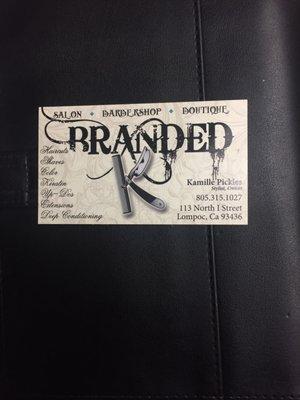 SALON ♦ BARBERSHOP ♦ BOUTIQUE
BRANDED
Haircuts
Shaves
Color
Keratin
Up-Dos
Extensions
Deep Conditioning
Kamille Pickles
Stylist, Owner
805.315.1027
113 North I Street
Lompoc, Ca 93436